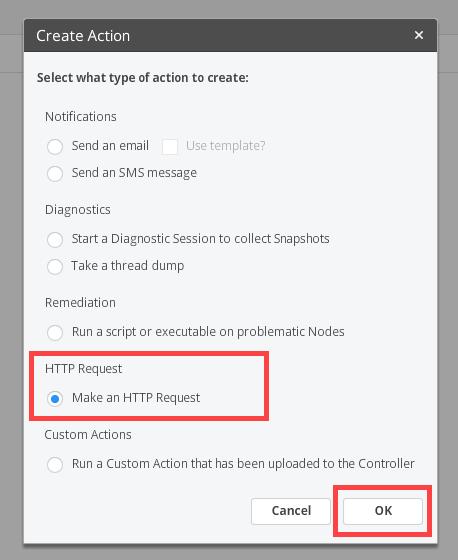 Create Action
Select what type of action to create:
Notifications
Send an email Use template?
Send an SMS message
Diagnostics
Start a Diagnostic Session to collect Snapshots
Take a thread dump
Remediation
Run a script or executable on problematic Nodes
HTTP Request
Make an HTTP Request
Custom Actions
Run a Custom Action that has been uploaded to the Controller
Cancel OK